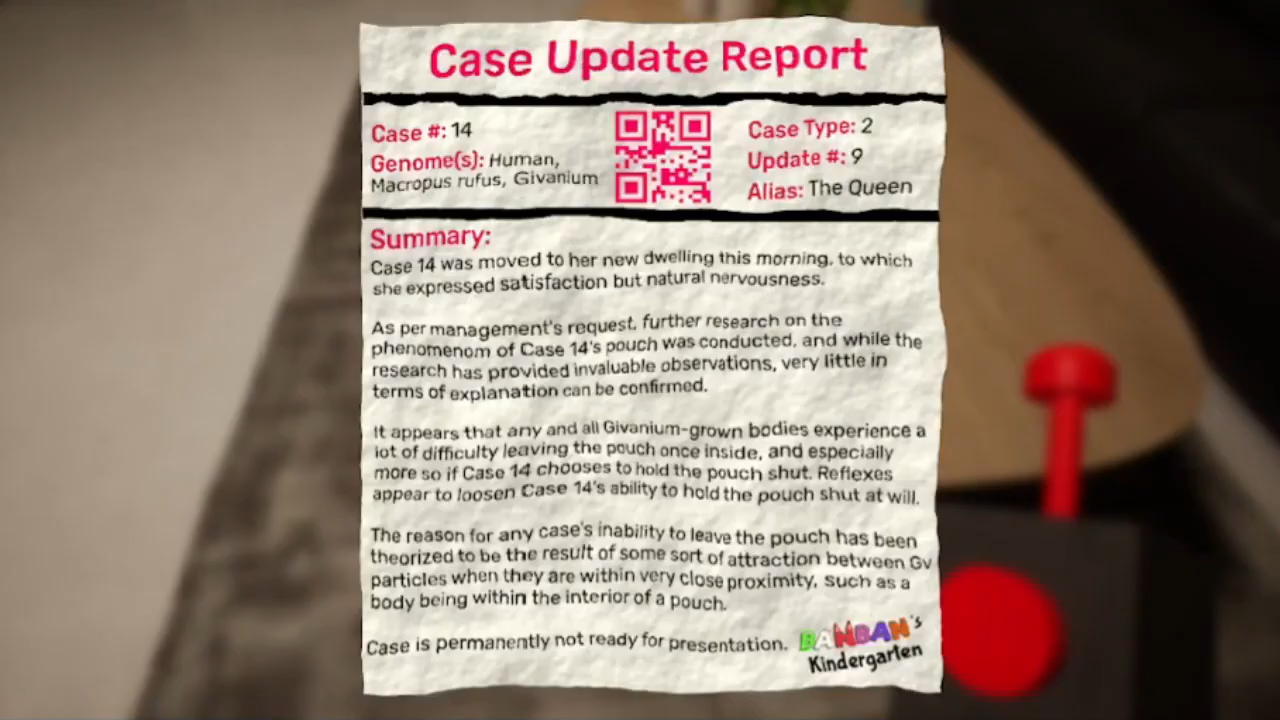 Case Update Report
Case #: 14
Genome(s): Human,
Macropus rufus, Givanium
Case Type: 2
Update #: 9
Alias: The Queen
Summary:
Case 14 was moved to her new dwelling this morning, to which
she expressed satisfaction but natural nervousness.
As per management's request, further research on the
phenomenom of Case 14's pouch was conducted, and while the
research has provided invaluable observations, very little in
terms of explanation can be confirmed.
It appears that any and all Givanium-grown bodies experience a
lot of difficulty leaving the pouch once inside, and especially
more so if Case 14 chooses to hold the pouch shut. Reflexes
appear to loosen Case 14's ability to hold the pouch shut at will.
The reason for any case's inability to leave the pouch has been
theorized to be the result of some sort of attraction between Gv
particles when they are within very close proximity, such as a
body being within the interior of a pouch.
Case is permanently not ready for presentation.
BANBAN's
Kindergarten